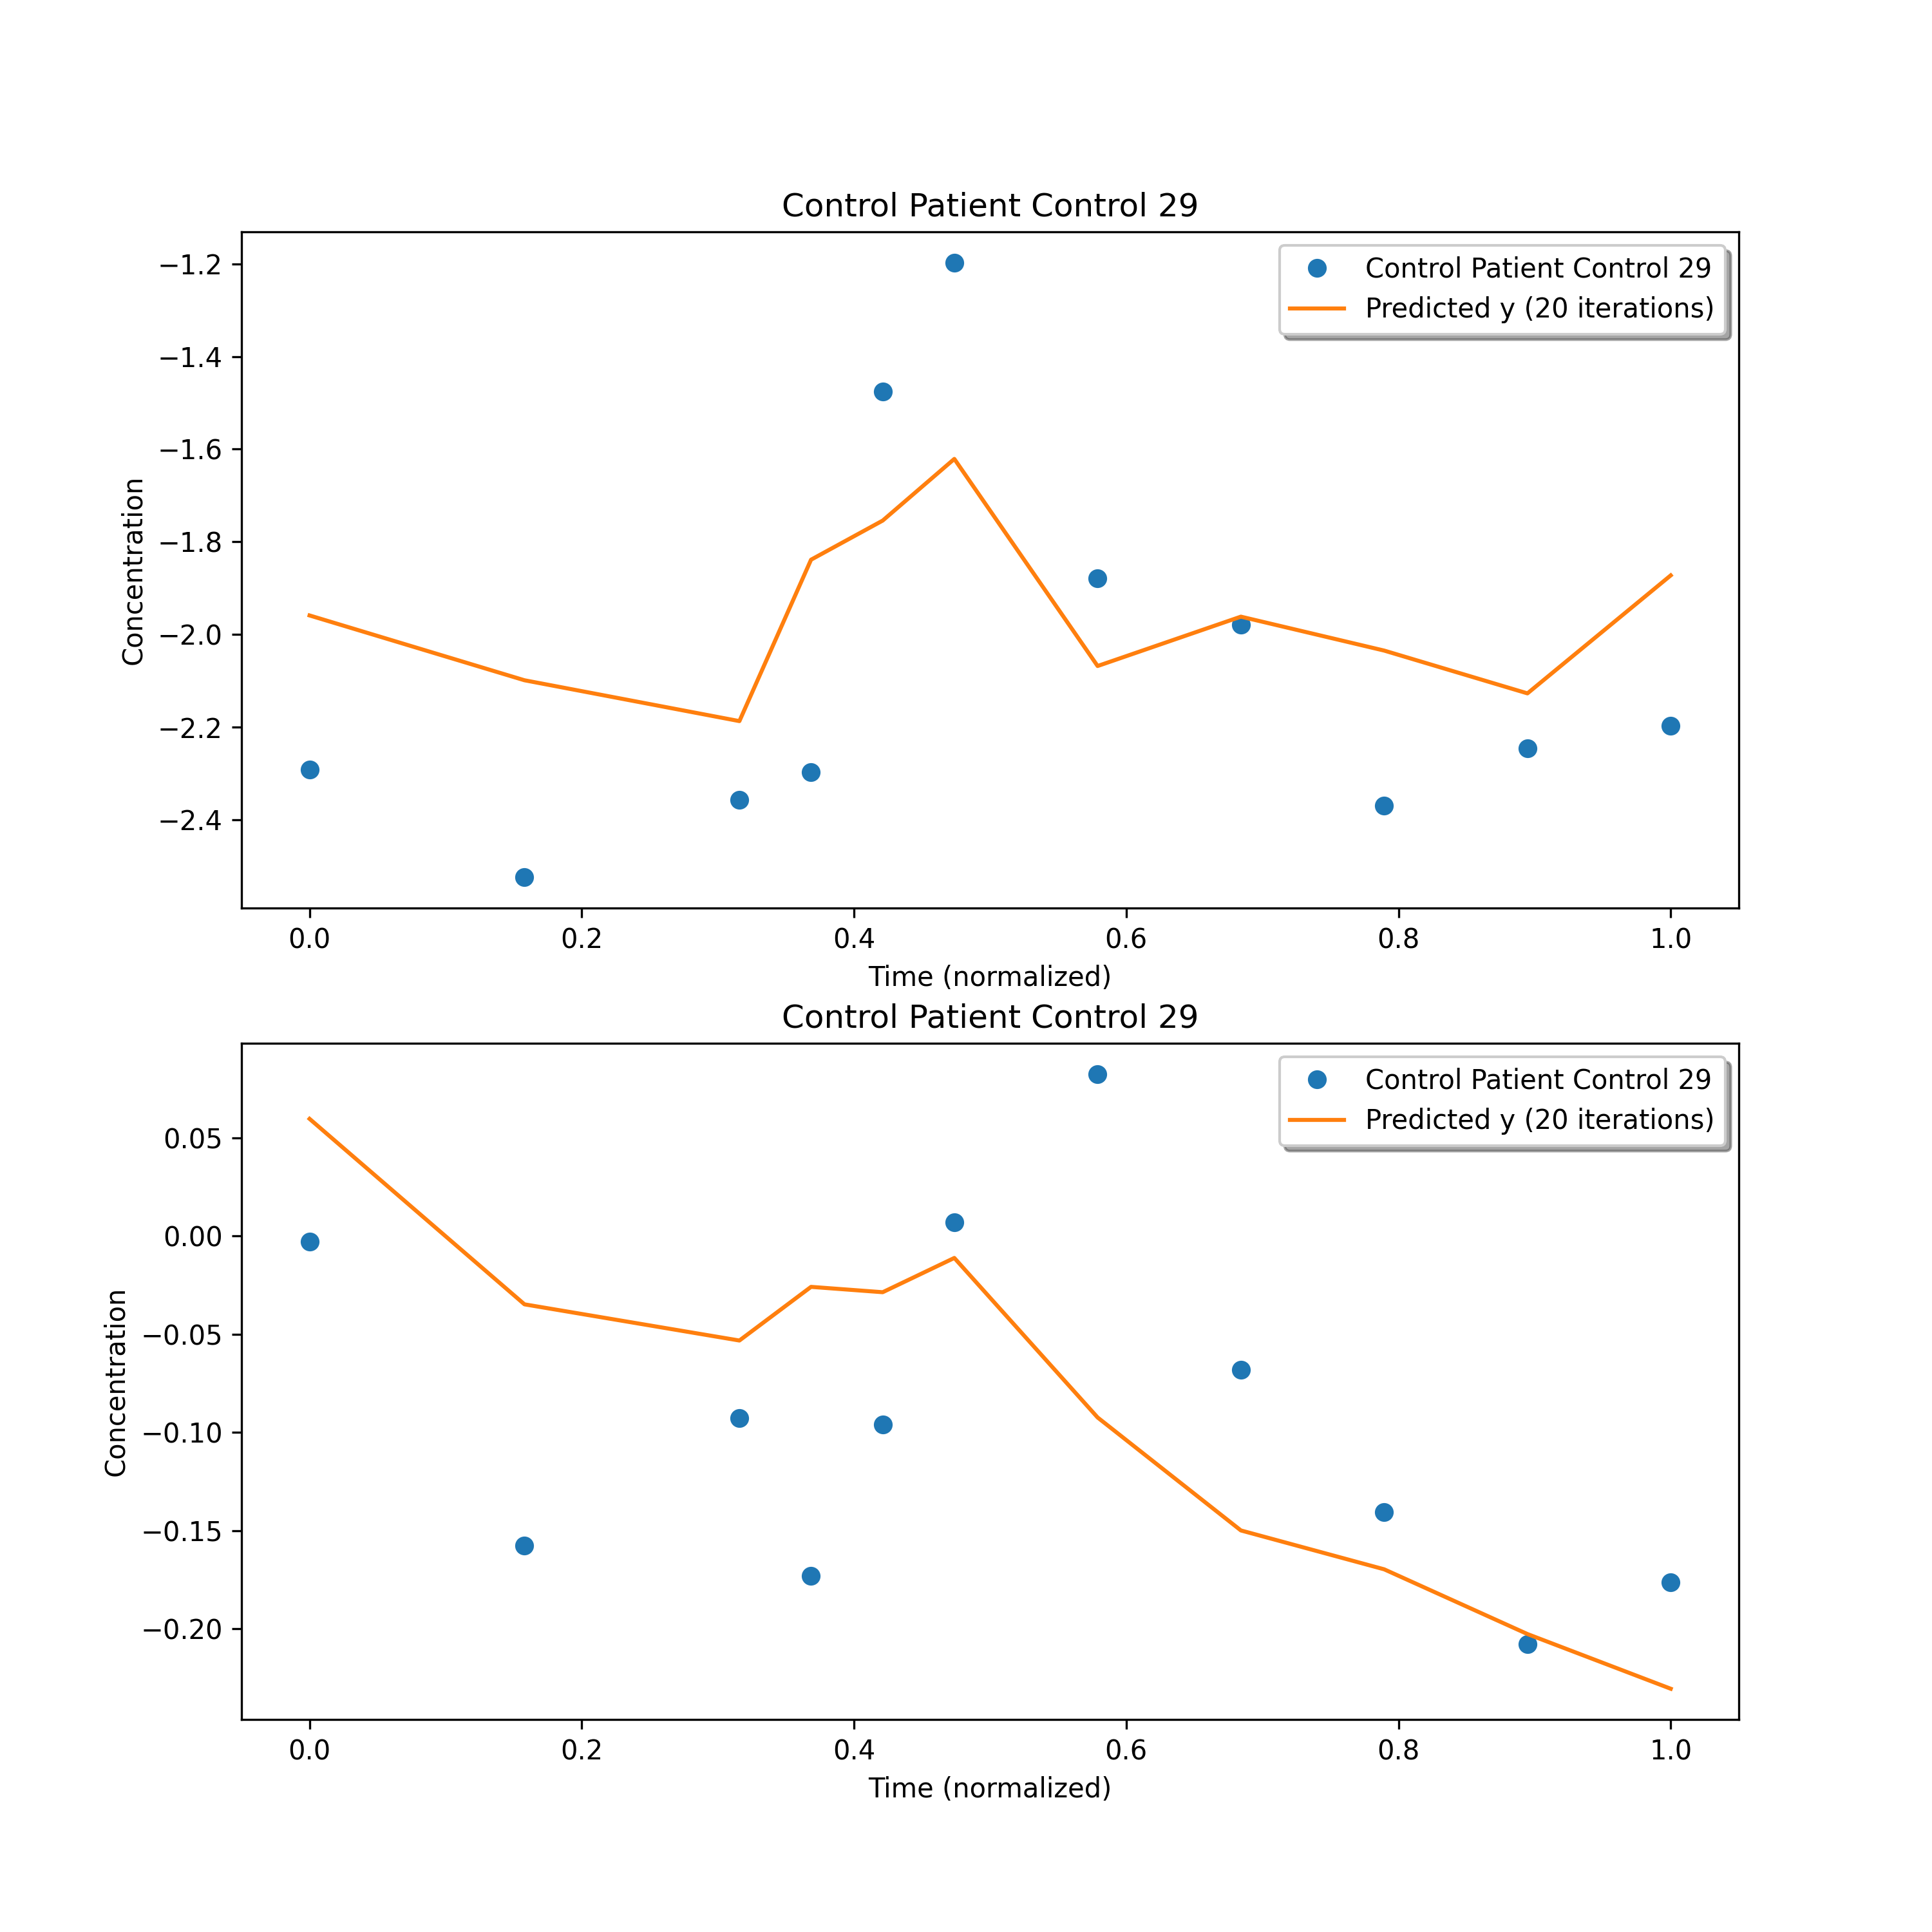 Control Patient Control 29
Control Patient Control 29
Predicted y (20 iterations)
−1.2
−1.4
−1.6
−1.8
−2.0
−2.2
−2.4
Concentration
0.0 0.2 0.4 0.6 0.8 1.0
Time (normalized)
Control Patient Control 29
Control Patient Control 29
Predicted y (20 iterations)
0.05
0.00
−0.05
−0.10
−0.15
−0.20
Concentration
0.0 0.2 0.4 0.6 0.8 1.0
Time (normalized)